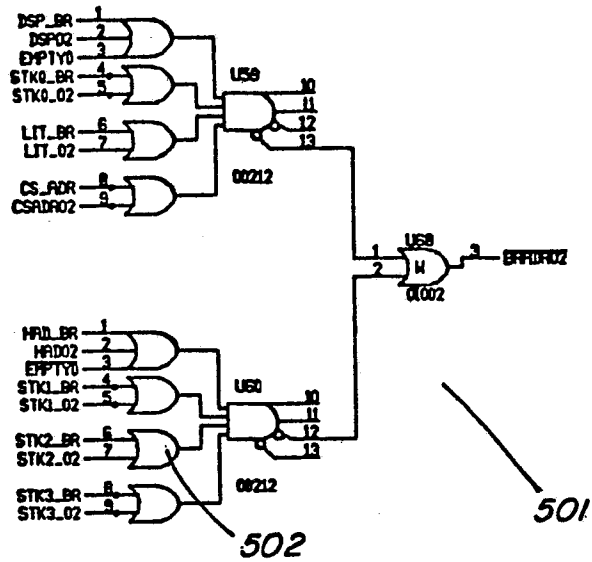 DSP_BR 1
DSP02 2
EMPTY0 3
STK0_BR 4
STK0_02 5
LIT_BR 6
LIT_02 7
CS_ADR 8
CSADR02 9
U58
10
11
12
13
00212
U68
1
2
W
3 BRADR02
01002
HAD_BR 1
HAD02 2
EMPTY0 3
STK1_BR 4
STK1_02 5
STK2_BR 6
STK2_02 7
STK3_BR 8
STK3_02 9
U60
10
11
12
13
00212
501
502